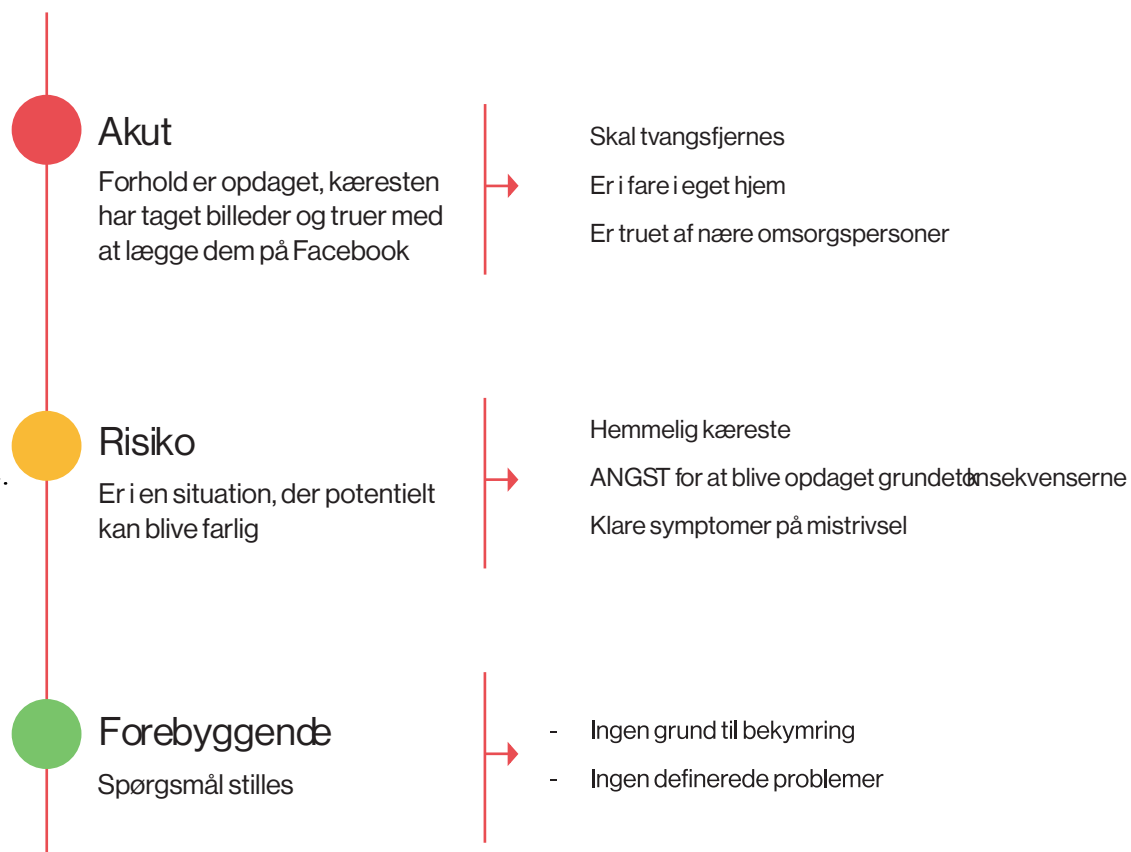 Akut
Forhold er opdaget, kæresten
har taget billeder og truer med
at lægge dem på Facebook
Skal tvangsfjernes
Er i fare i eget hjem
Er truet af nære omsorgspersoner
Risiko
Er i en situation, der potentielt
kan blive farlig
Hemmelig kæreste
ANGST for at blive opdaget grundet konsekvenserne
Klare symptomer på mistrivsel
.
Forebyggende
Spørgsmål stilles
- Ingen grund til bekymring
- Ingen definerede problemer